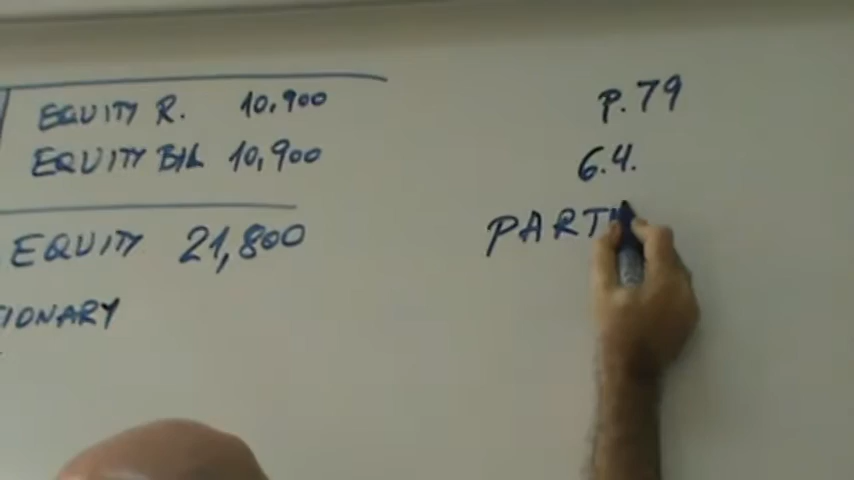 EQUITY R. 10,900
EQUITY BIL 10,900
EQUITY 21,800
IONARY
p.79
6.4.
PART